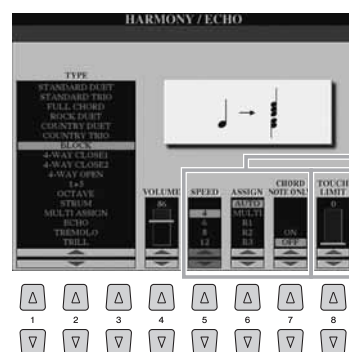 HARMONY / ECHO
TYPE
STANDARD DUET
STANDARD TRIO
FULL CHORD
ROCK DUET
COUNTRY DUET
COUNTRY TRIO
BLOCK
4-WAY CLOSE1
4-WAY CLOSE2
4-WAY OPEN
1+5
OCTAVE
STRUM
MULTI ASSIGN
ECHO
TREMOLO
TRILL
VOLUME
86
SPEED
4
6
8
12
ASSIGN
AUTO
MULTI
R1
R2
R3
CHORD
NOTE ONLY
ON
OFF
TOUCH
LIMIT
0
1 2 3 4 5 6 7 8